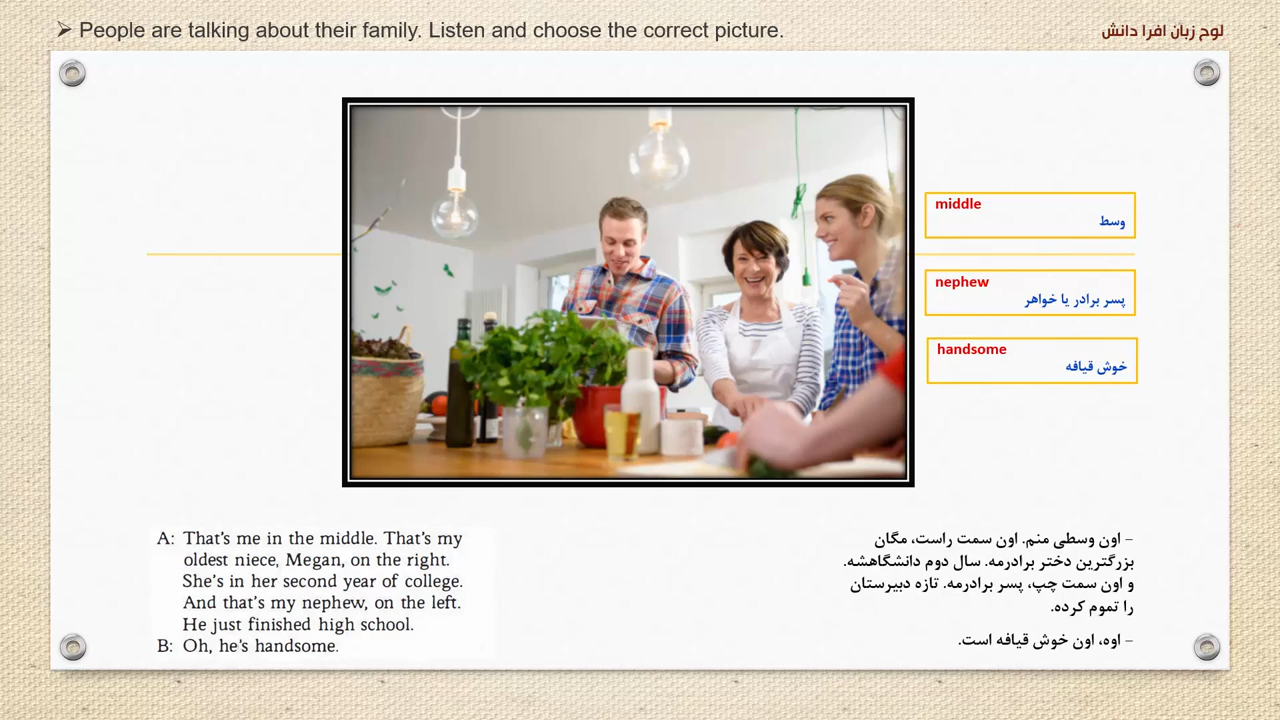 ➢ People are talking about their family. Listen and choose the correct picture.
لوح زبان افرا دانش
middle
وسط
nephew
پسر برادر یا خواهر
handsome
خوش قیافه
A: That's me in the middle. That's my
oldest niece, Megan, on the right.
She's in her second year of college.
And that's my nephew, on the left.
He just finished high school.
B: Oh, he's handsome.
– اون وسطی منم. اون سمت راست، مگان
بزرگترین دختر برادرمه. سال دوم دانشگاهشه.
و اون سمت چپ، پسر برادرمه. تازه دبیرستان
را تموم کرده.
– اوه، اون خوش قیافه است.